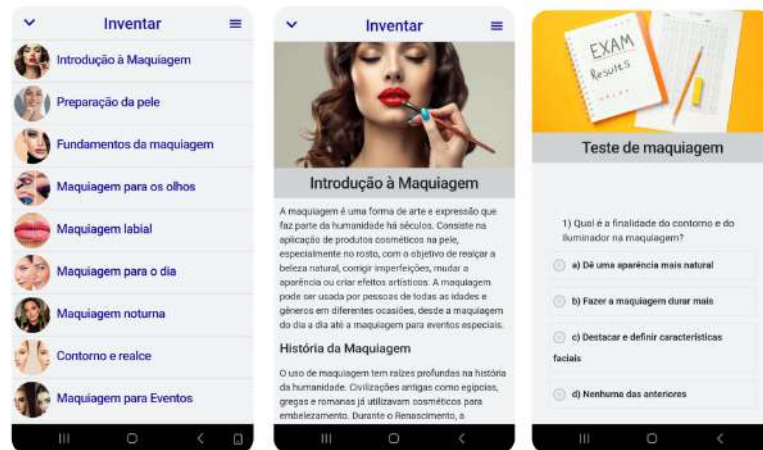 Inventar
Introdução à Maquiagem
Preparação da pele
Fundamentos da maquiagem
Maquiagem para os olhos
Maquiagem labial
Maquiagem para o dia
Maquiagem noturna
Contorno e realce
Maquiagem para Eventos
Inventar
Introdução à Maquiagem
A maquiagem é uma forma de arte e expressão que
faz parte da humanidade há séculos. Consiste na
aplicação de produtos cosméticos na pele,
especialmente no rosto, com o objetivo de realçar a
beleza natural, corrigir imperfeições, mudar a
aparência ou criar efeitos artísticos. A maquiagem
pode ser usada por pessoas de todas as idades e
gêneros em diferentes ocasiões, desde a maquiagem
do dia a dia até a maquiagem para eventos especiais.
História da Maquiagem
O uso de maquiagem tem raízes profundas na história
da humanidade. Civilizações antigas como egípcios,
gregas e romanas já utilizavam cosméticos para
embelezamento. Durante o Renascimento, a
EXAM
Results
Teste de maquiagem
1) Qual é a finalidade do contorno e do
iluminador na maquiagem?
a) Dê uma aparência mais natural
b) Fazer a maquiagem durar mais
c) Destacar e definir características
faciais
d) Nenhuma das anteriores